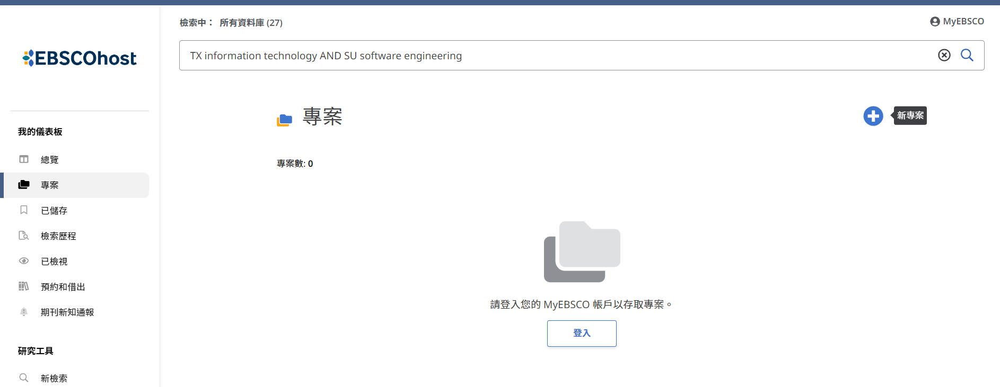 檢索中： 所有資料庫 (27)
MyEBSCO
EBSCOhost
TX information technology AND SU software engineering
專案
新專案
我的儀表板
總覽
專案
已儲存
檢索歷程
已檢視
預約和借出
期刊新知通報
研究工具
新檢索
專案數: 0
請登入您的 MyEBSCO 帳戶以存取專案。
登入